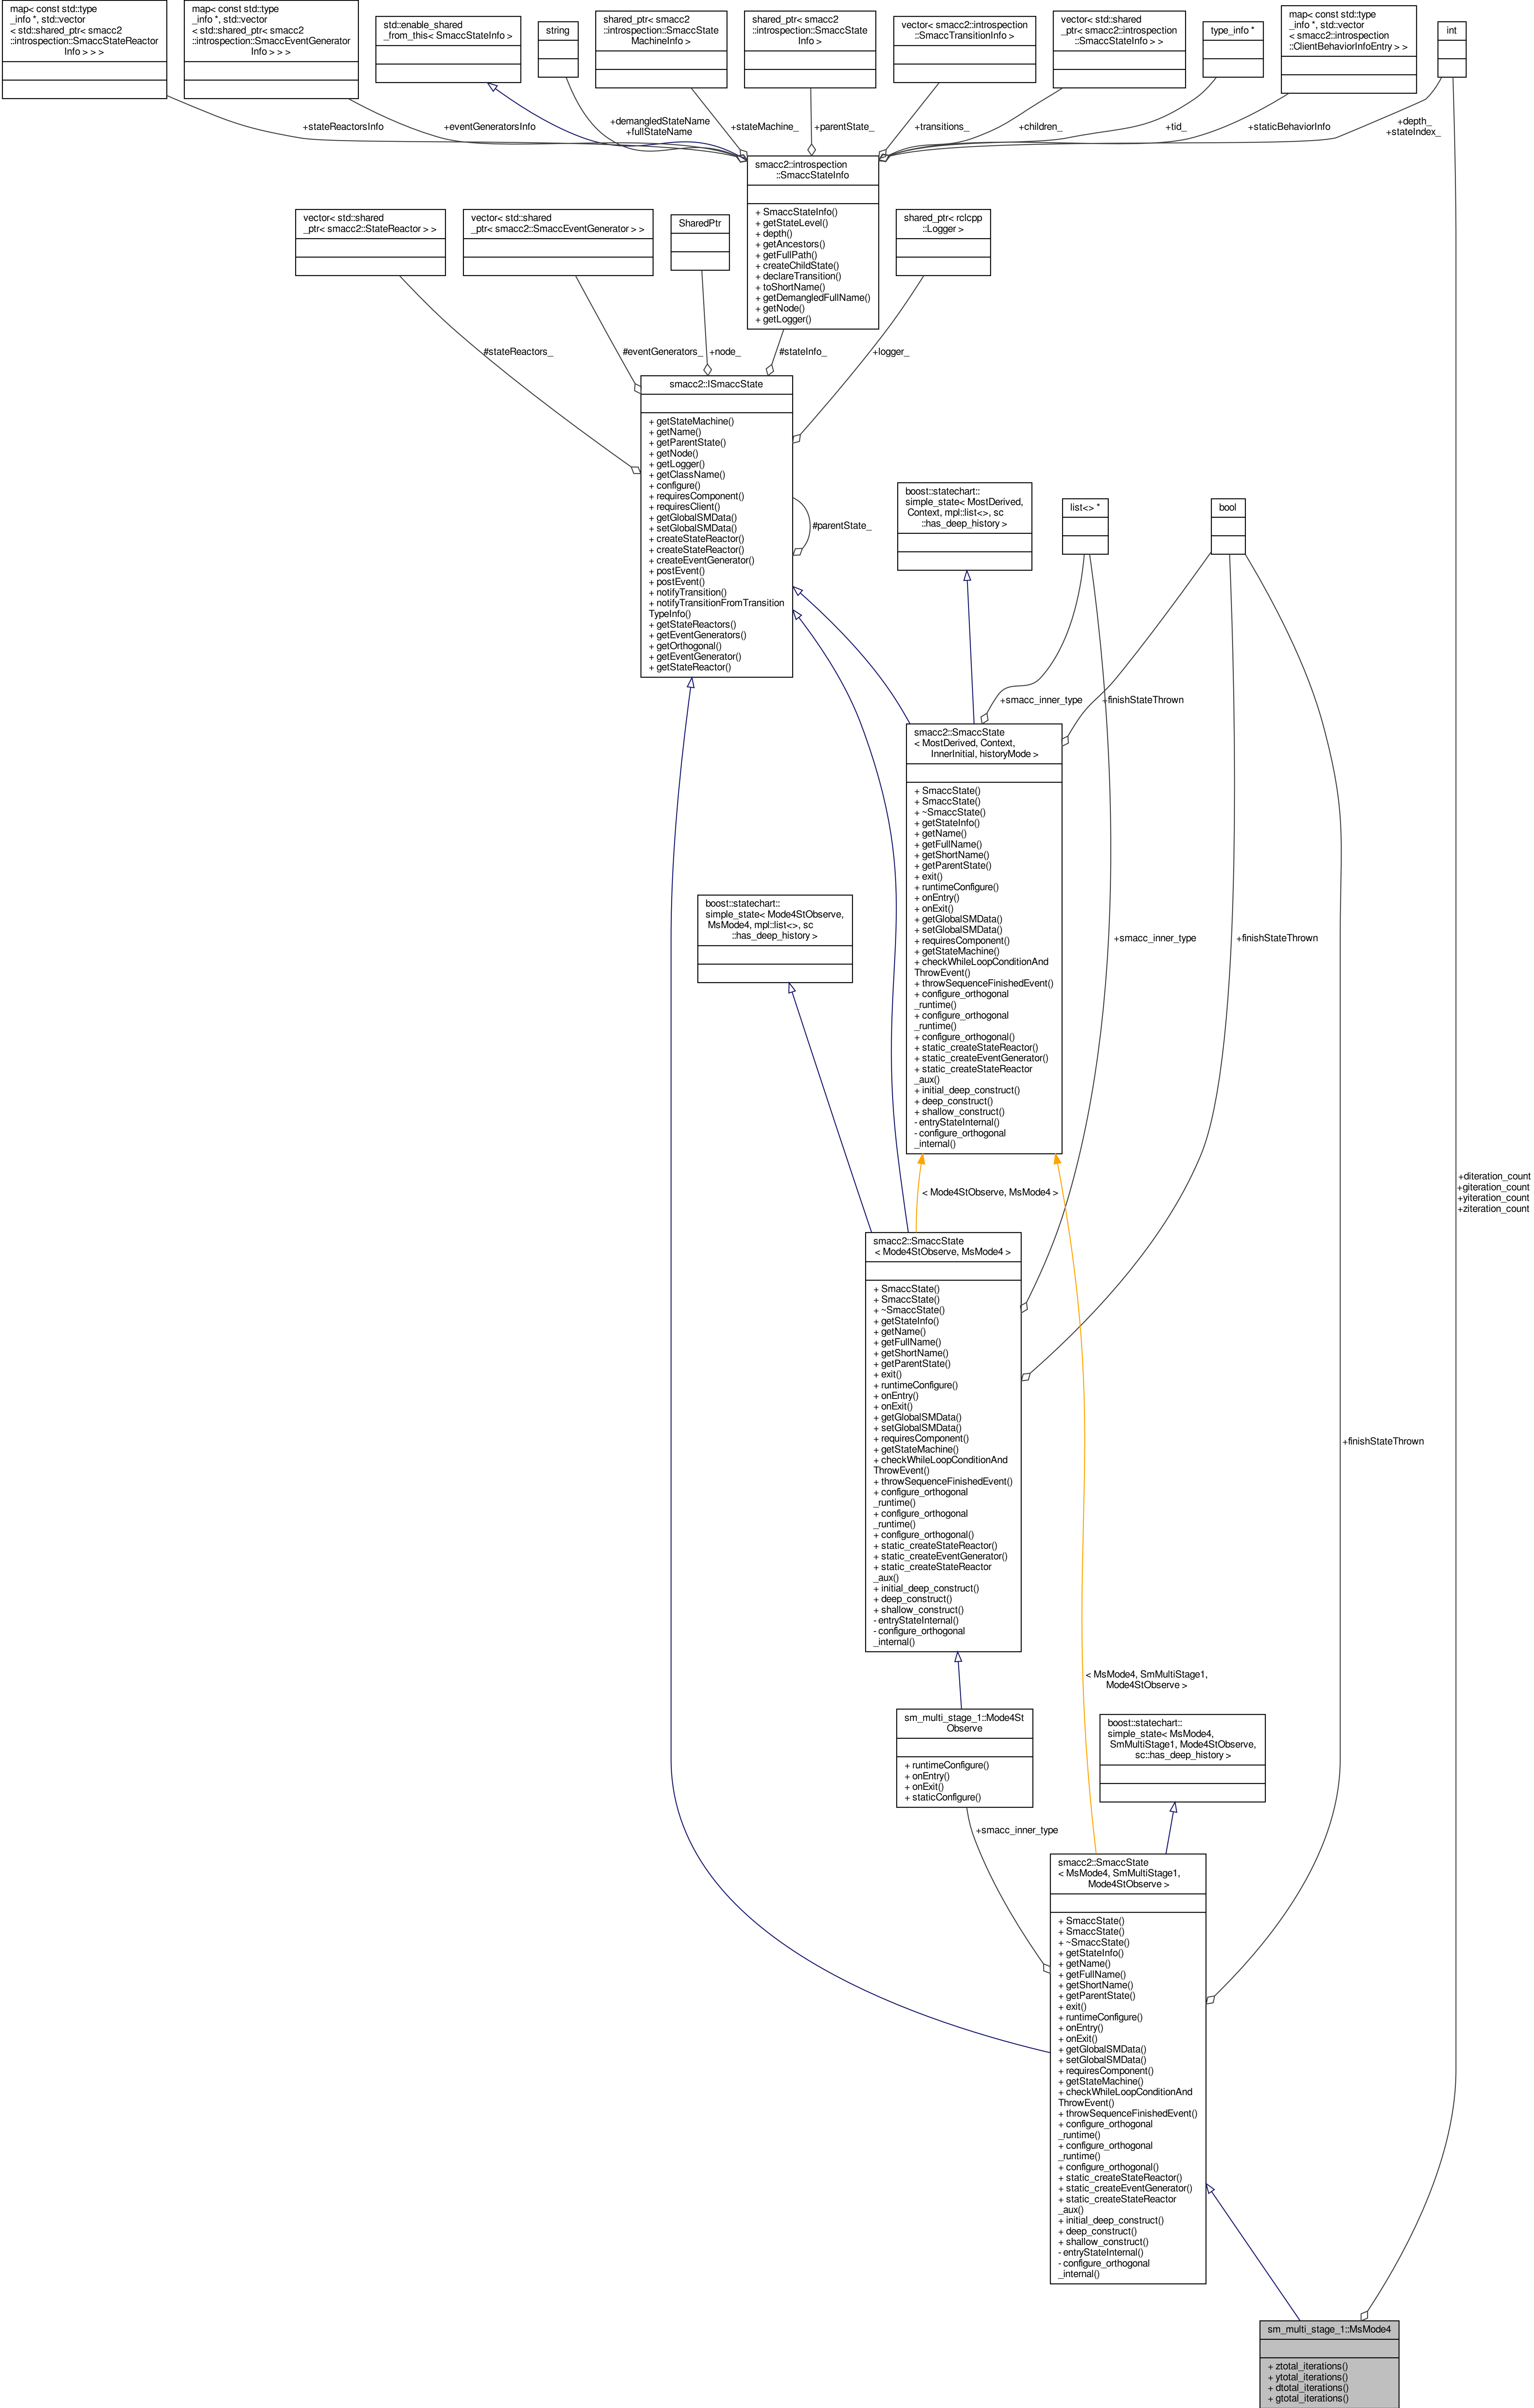 map< const std::type
_info *, std::vector
< std::shared_ptr< smacc2
::introspection::SmaccStateReactor
Info > > >
map< const std::type
_info *, std::vector
< std::shared_ptr< smacc2
::introspection::SmaccEventGenerator
Info > > >
std::enable_shared
_from_this< SmaccStateInfo >
string
shared_ptr< smacc2
::introspection::SmaccState
MachineInfo >
shared_ptr< smacc2
::introspection::SmaccState
Info >
vector< smacc2::introspection
::SmaccTransitionInfo >
vector< std::shared
_ptr< smacc2::introspection
::SmaccStateInfo > >
type_info *
map< const std::type
_info *, std::vector
< smacc2::introspection
::ClientBehaviorInfoEntry > >
int
+stateReactorsInfo
+eventGeneratorsInfo
+demangledStateName
+fullStateName
+stateMachine_
+parentState_
+transitions_
+children_
+tid_
+staticBehaviorInfo
+depth_
+stateIndex_
smacc2::introspection
::SmaccStateInfo
+ SmaccStateInfo()
+ getStateLevel()
+ depth()
+ getAncestors()
+ getFullPath()
+ createChildState()
+ declareTransition()
+ toShortName()
+ getDemangledFullName()
+ getNode()
+ getLogger()
vector< std::shared
_ptr< smacc2::StateReactor > >
vector< std::shared
_ptr< smacc2::SmaccEventGenerator > >
SharedPtr
shared_ptr< rclcpp
::Logger >
#stateReactors_
#eventGenerators_
+node_
#stateInfo_
+logger_
smacc2::ISmaccState
+ getStateMachine()
+ getName()
+ getParentState()
+ getNode()
+ getLogger()
+ getClassName()
+ configure()
+ requiresComponent()
+ requiresClient()
+ getGlobalSMData()
+ setGlobalSMData()
+ createStateReactor()
+ createStateReactor()
+ createEventGenerator()
+ postEvent()
+ postEvent()
+ notifyTransition()
+ notifyTransitionFromTransition
TypeInfo()
+ getStateReactors()
+ getEventGenerators()
+ getOrthogonal()
+ getEventGenerator()
+ getStateReactor()
#parentState_
boost::statechart::
simple_state< MostDerived,
Context, mpl::list<>, sc
::has_deep_history >
list<> *
bool
+smacc_inner_type
+finishStateThrown
smacc2::SmaccState
< MostDerived, Context,
InnerInitial, historyMode >
+ SmaccState()
+ SmaccState()
+ ~SmaccState()
+ getStateInfo()
+ getName()
+ getFullName()
+ getShortName()
+ getParentState()
+ exit()
+ runtimeConfigure()
+ onEntry()
+ onExit()
+ getGlobalSMData()
+ setGlobalSMData()
+ requiresComponent()
+ getStateMachine()
+ checkWhileLoopConditionAnd
ThrowEvent()
+ throwSequenceFinishedEvent()
+ configure_orthogonal
_runtime()
+ configure_orthogonal
_runtime()
+ configure_orthogonal()
+ static_createStateReactor()
+ static_createEventGenerator()
+ static_createStateReactor
_aux()
+ initial_deep_construct()
+ deep_construct()
+ shallow_construct()
- entryStateInternal()
- configure_orthogonal
_internal()
boost::statechart::
simple_state< Mode4StObserve,
MsMode4, mpl::list<>, sc
::has_deep_history >
+smacc_inner_type
+finishStateThrown
+diteration_count
+giteration_count
+yiteration_count
+ziteration_count
< Mode4StObserve, MsMode4 >
smacc2::SmaccState
< Mode4StObserve, MsMode4 >
+ SmaccState()
+ SmaccState()
+ ~SmaccState()
+ getStateInfo()
+ getName()
+ getFullName()
+ getShortName()
+ getParentState()
+ exit()
+ runtimeConfigure()
+ onEntry()
+ onExit()
+ getGlobalSMData()
+ setGlobalSMData()
+ requiresComponent()
+ getStateMachine()
+ checkWhileLoopConditionAnd
ThrowEvent()
+ throwSequenceFinishedEvent()
+ configure_orthogonal
_runtime()
+ configure_orthogonal
_runtime()
+ configure_orthogonal()
+ static_createStateReactor()
+ static_createEventGenerator()
+ static_createStateReactor
_aux()
+ initial_deep_construct()
+ deep_construct()
+ shallow_construct()
- entryStateInternal()
- configure_orthogonal
_internal()
+finishStateThrown
< MsMode4, SmMultiStage1,
Mode4StObserve >
sm_multi_stage_1::Mode4St
Observe
+ runtimeConfigure()
+ onEntry()
+ onExit()
+ staticConfigure()
boost::statechart::
simple_state< MsMode4,
SmMultiStage1, Mode4StObserve,
sc::has_deep_history >
+smacc_inner_type
smacc2::SmaccState
< MsMode4, SmMultiStage1,
Mode4StObserve >
+ SmaccState()
+ SmaccState()
+ ~SmaccState()
+ getStateInfo()
+ getName()
+ getFullName()
+ getShortName()
+ getParentState()
+ exit()
+ runtimeConfigure()
+ onEntry()
+ onExit()
+ getGlobalSMData()
+ setGlobalSMData()
+ requiresComponent()
+ getStateMachine()
+ checkWhileLoopConditionAnd
ThrowEvent()
+ throwSequenceFinishedEvent()
+ configure_orthogonal
_runtime()
+ configure_orthogonal
_runtime()
+ configure_orthogonal()
+ static_createStateReactor()
+ static_createEventGenerator()
+ static_createStateReactor
_aux()
+ initial_deep_construct()
+ deep_construct()
+ shallow_construct()
- entryStateInternal()
- configure_orthogonal
_internal()
sm_multi_stage_1::MsMode4
+ ztotal_iterations()
+ ytotal_iterations()
+ dtotal_iterations()
+ gtotal_iterations()